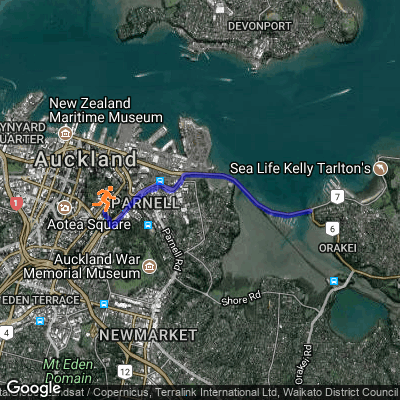 DEVONPORT
New Zealand
Maritime Museum
YNYARD
QUARTER
Auckland
Sea Life Kelly Tarlton's
1
7
PARNELL
Aotea Square
6
ORAKEI
Parnell Rd
Auckland War
Memorial Museum
EDEN TERRACE
Shore Rd
4
NEWMARKET
Mt Eden
Domain
12
Orakei Rd
Google
dsat / Copernicus, Terralink International Ltd, Waikato District Council